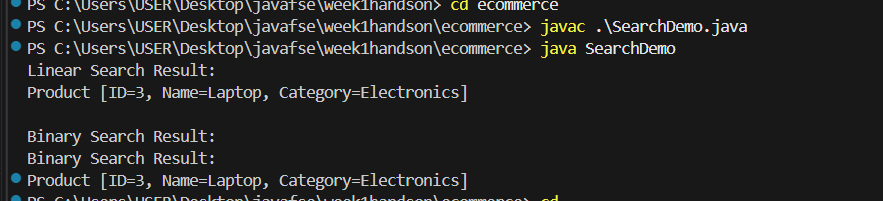 PS C:\Users\USER\Desktop\javafse\week1handson> cd ecommerce
PS C:\Users\USER\Desktop\javafse\week1handson\ecommerce> javac .\SearchDemo.java
PS C:\Users\USER\Desktop\javafse\week1handson\ecommerce> java SearchDemo
Linear Search Result:
Product [ID=3, Name=Laptop, Category=Electronics]
Binary Search Result:
Binary Search Result:
Product [ID=3, Name=Laptop, Category=Electronics]
PS C:\Users\USER\Desktop\javafse\week1handson\ecommerce> cd